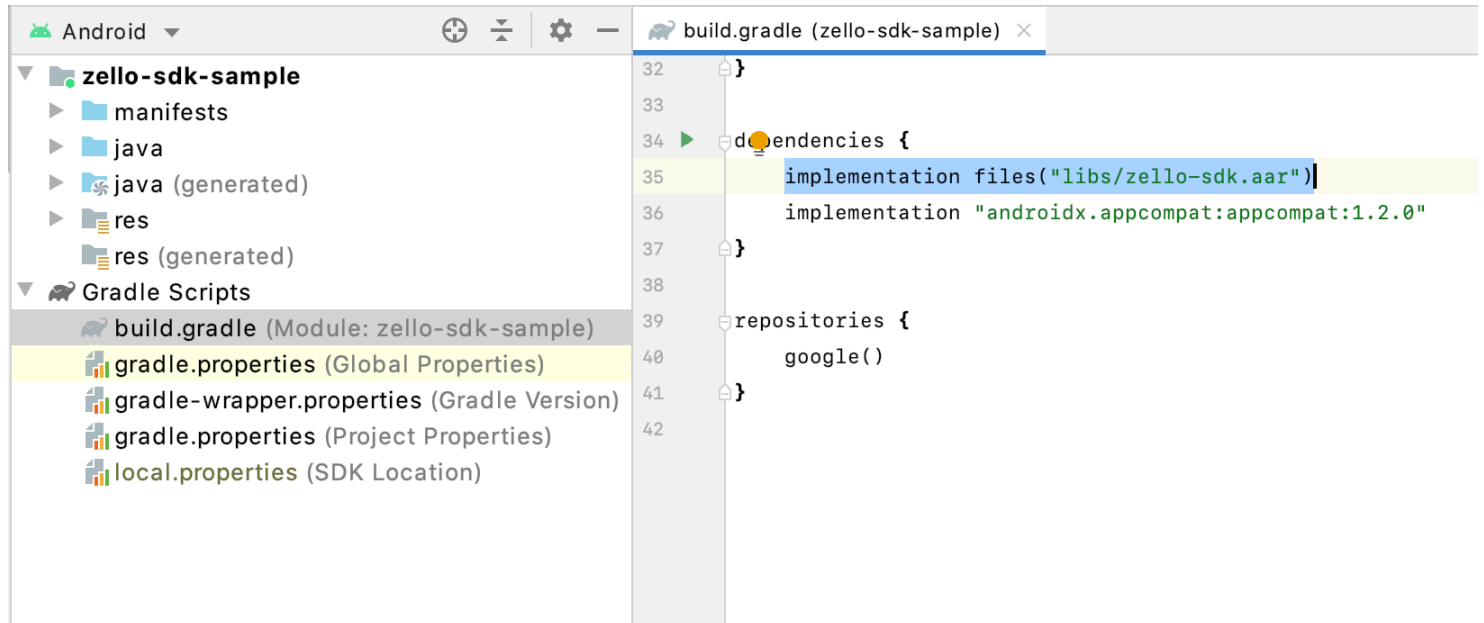 Android
zello-sdk-sample
manifests
java
java (generated)
res
res (generated)
Gradle Scripts
build.gradle (Module: zello-sdk-sample)
gradle.properties (Global Properties)
gradle-wrapper.properties (Gradle Version)
gradle.properties (Project Properties)
local.properties (SDK Location)
build.gradle (zello-sdk-sample)
32 }
33
34 dependencies {
35 implementation files("libs/zello-sdk.aar")
36 implementation "androidx.appcompat:appcompat:1.2.0"
37 }
38
39 repositories {
40 google()
41 }
42